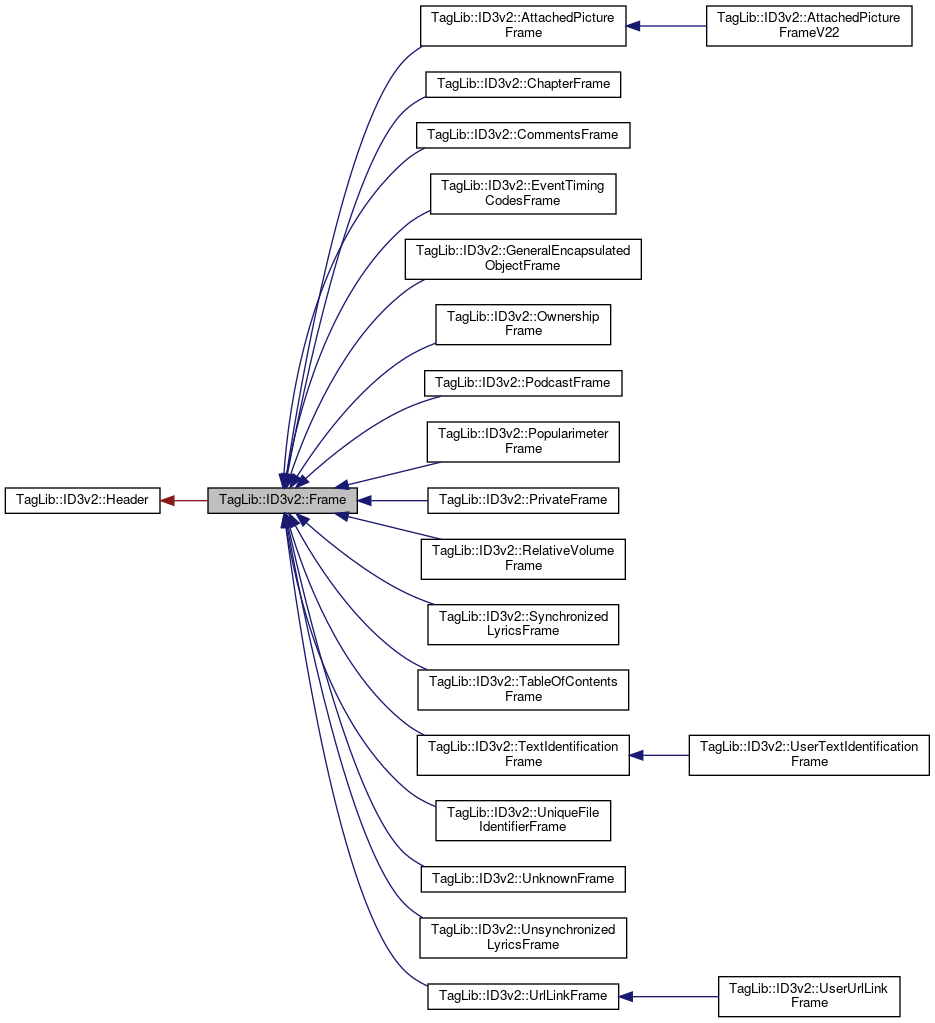 TagLib::ID3v2::AttachedPicture
Frame
TagLib::ID3v2::AttachedPicture
FrameV22
TagLib::ID3v2::ChapterFrame
TagLib::ID3v2::CommentsFrame
TagLib::ID3v2::EventTiming
CodesFrame
TagLib::ID3v2::GeneralEncapsulated
ObjectFrame
TagLib::ID3v2::Ownership
Frame
TagLib::ID3v2::PodcastFrame
TagLib::ID3v2::Popularimeter
Frame
TagLib::ID3v2::Header
TagLib::ID3v2::Frame
TagLib::ID3v2::PrivateFrame
TagLib::ID3v2::RelativeVolume
Frame
TagLib::ID3v2::Synchronized
LyricsFrame
TagLib::ID3v2::TableOfContents
Frame
TagLib::ID3v2::TextIdentification
Frame
TagLib::ID3v2::UserTextIdentification
Frame
TagLib::ID3v2::UniqueFile
IdentifierFrame
TagLib::ID3v2::UnknownFrame
TagLib::ID3v2::Unsynchronized
LyricsFrame
TagLib::ID3v2::UrlLinkFrame
TagLib::ID3v2::UserUrlLink
Frame